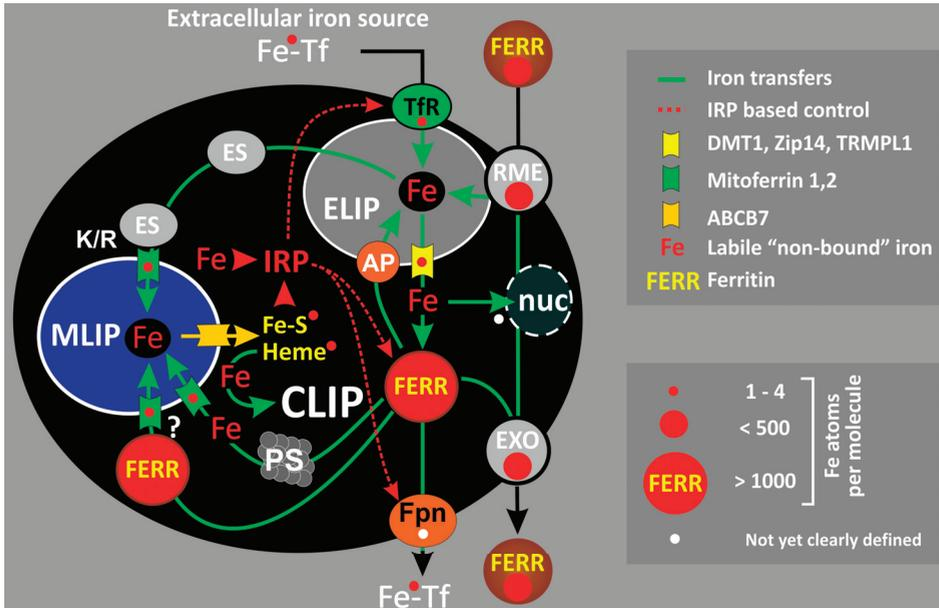 Extracellular iron source
Fe-Tf
FERR
TfR
ES
RME
Fe
ELIP
ES
K/R
AP
Fe
IRP
Fe
nuc
MLIP
Fe
Fe-S
Heme
Fe
CLIP
FERR
?
Fe
PS
EXO
FERR
Fpn
FERR
Fe-Tf
Iron transfers
IRP based control
DMT1, Zip14, TRMPL1
Mitoferrin 1,2
ABCB7
Fe Labile “non-bound” iron
FERR Ferritin
1 - 4
< 500
FERR > 1000
Fe atoms
per molecule
Not yet clearly defined